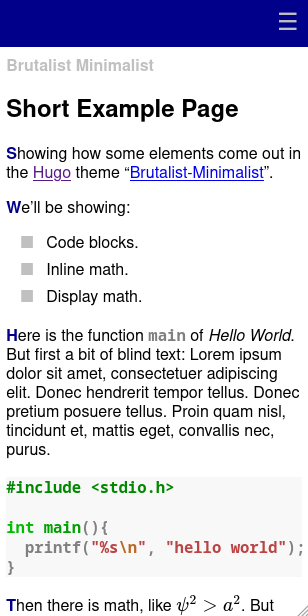 Brutalist Minimalist
Short Example Page
Showing how some elements come out in
the Hugo theme “Brutalist-Minimalist”.
We’ll be showing:
Code blocks.
Inline math.
Display math.
Here is the function main of Hello World.
But first a bit of blind text: Lorem ipsum
dolor sit amet, consectetuer adipiscing
elit. Donec hendrerit tempor tellus. Donec
pretium posuere tellus. Proin quam nisl,
tincidunt et, mattis eget, convallis nec,
purus.
#include <stdio.h>
int main(){
  printf("%s\n", "hello world");
}
Then there is math, like ψ² > a². But